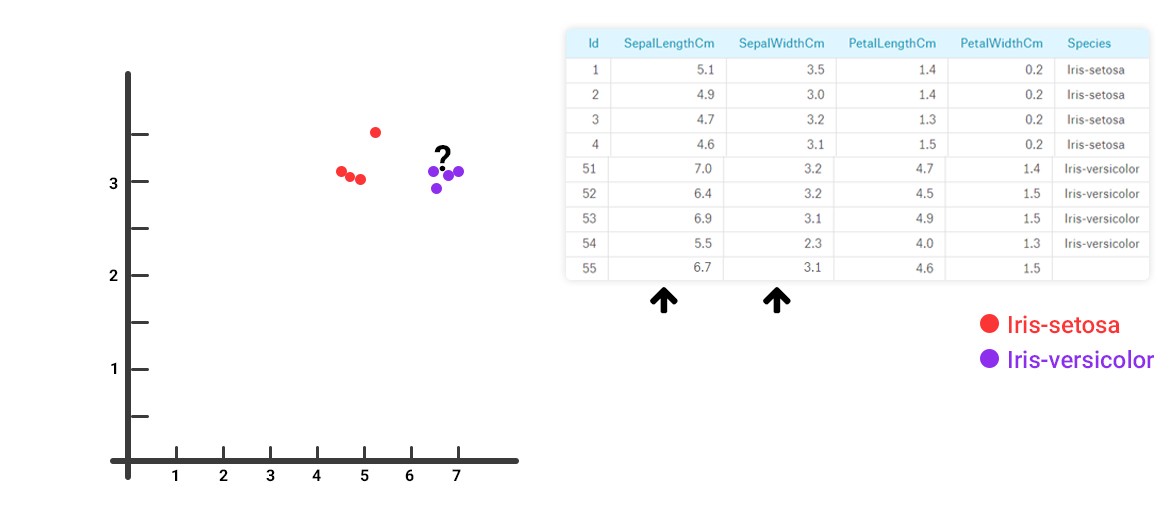 ?
3
2
1
1 2 3 4 5 6 7
Id SepalLengthCm SepalWidthCm PetalLengthCm PetalWidthCm Species
1 5.1 3.5 1.4 0.2 Iris-setosa
2 4.9 3.0 1.4 0.2 Iris-setosa
3 4.7 3.2 1.3 0.2 Iris-setosa
4 4.6 3.1 1.5 0.2 Iris-setosa
51 7.0 3.2 4.7 1.4 Iris-versicolor
52 6.4 3.2 4.5 1.5 Iris-versicolor
53 6.9 3.1 4.9 1.5 Iris-versicolor
54 5.5 2.3 4.0 1.3 Iris-versicolor
55 6.7 3.1 4.6 1.5
Iris-setosa
Iris-versicolor